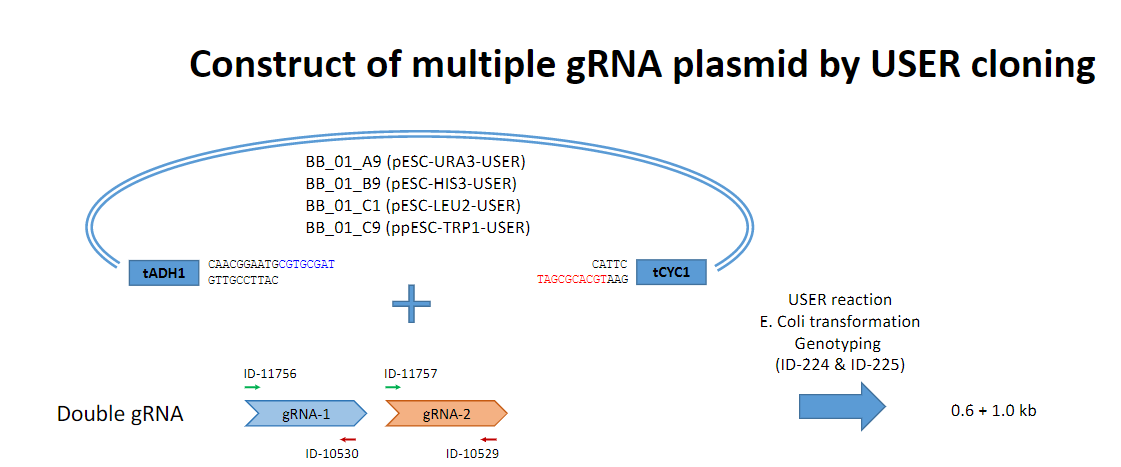 Construct of multiple gRNA plasmid by USER cloning
BB_01_A9 (pESC-URA3-USER)
BB_01_B9 (pESC-HIS3-USER)
BB_01_C1 (pESC-LEU2-USER)
BB_01_C9 (ppESC-TRP1-USER)
tADH1
CAACGGAATGCGTGCGAT
GTTGCCTTAC
CATTC
TAGCGCACGTAAG
tCYC1
USER reaction
E. Coli transformation
Genotyping
(ID-224 & ID-225)
ID-11756
ID-11757
Double gRNA
gRNA-1
gRNA-2
0.6 + 1.0 kb
ID-10530
ID-10529